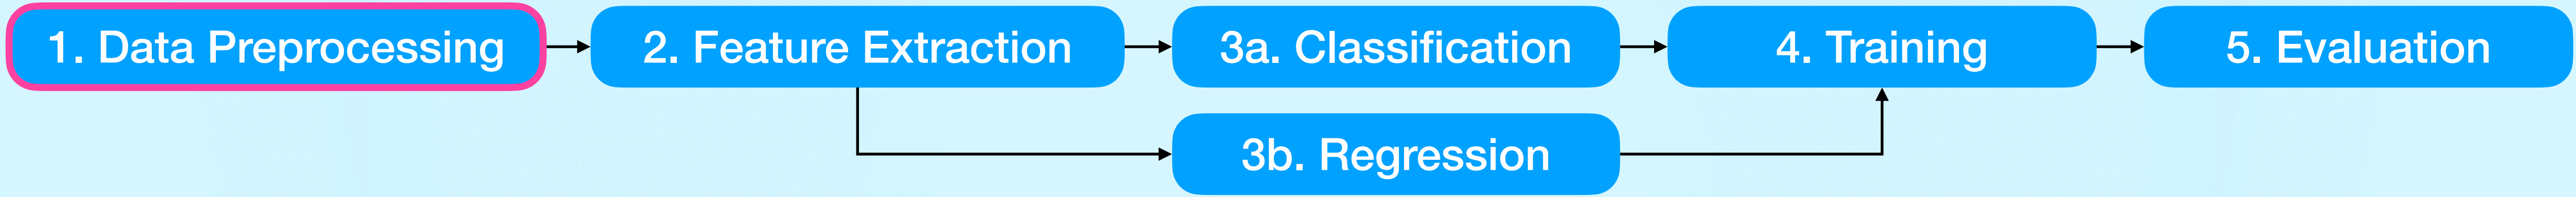 1. Data Preprocessing
2. Feature Extraction
3a. Classification
4. Training
5. Evaluation
3b. Regression